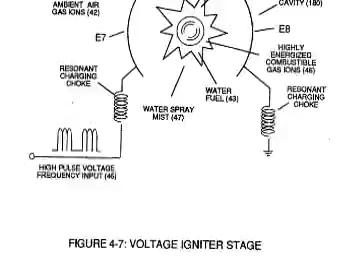 AMBIENT AIR
GAS IONS (42)
CAVITY (180)
E7
E8
HIGHLY
ENERGIZED
COMBUSTIBLE
GAS IONS (48)
RESONANT
CHARGING
CHOKE
WATER
FUEL (43)
RESONANT
CHARGING
CHOKE
WATER SPRAY
MIST (47)
HIGH PULSE VOLTAGE
FREQUENCY INPUT (46)
FIGURE 4-7: VOLTAGE IGNITER STAGE